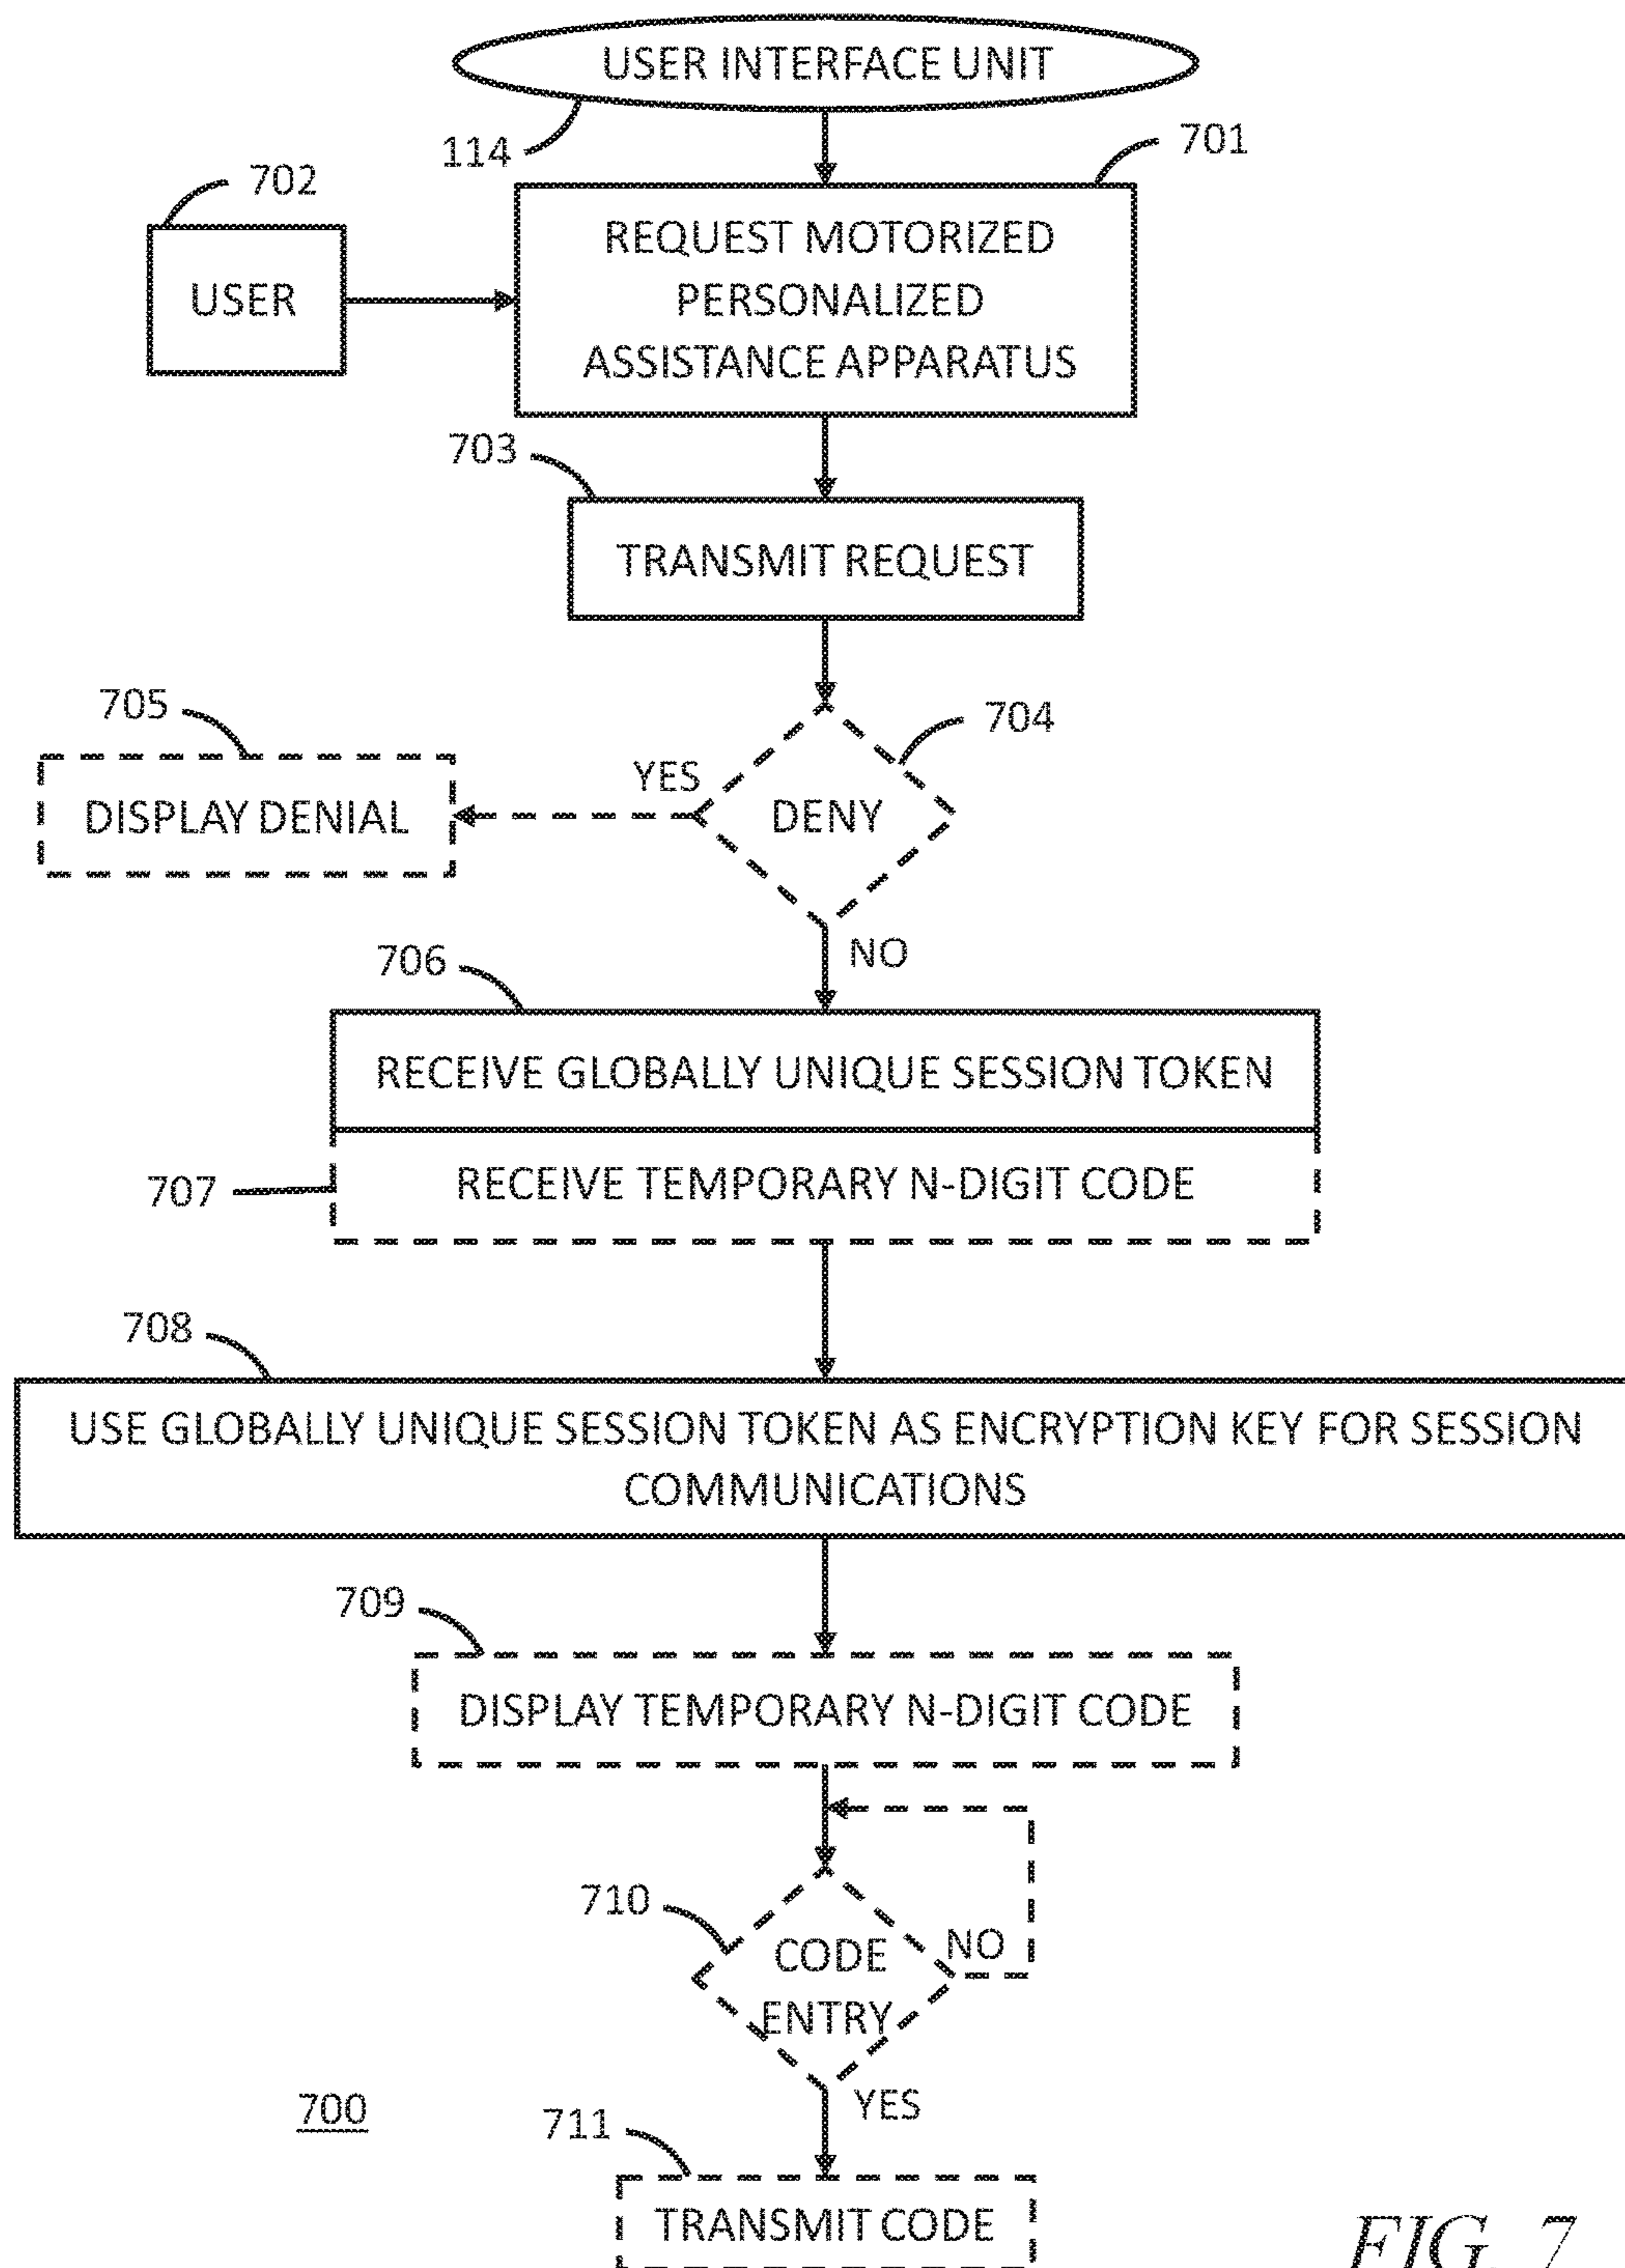 USER INTERFACE UNIT
114
701
702
REQUEST MOTORIZED
PERSONALIZED
ASSISTANCE APPARATUS
USER
703
TRANSMIT REQUEST
705
704
YES
DENY
DISPLAY DENIAL
NO
706
RECEIVE GLOBALLY UNIQUE SESSION TOKEN
707
RECEIVE TEMPORARY N-DIGIT CODE
708
USE GLOBALLY UNIQUE SESSION TOKEN AS ENCRYPTION KEY FOR SESSION
COMMUNICATIONS
709
DISPLAY TEMPORARY N-DIGIT CODE
710
CODE
ENTRY
NO
YES
700
711
TRANSMIT CODE
FIG. 7